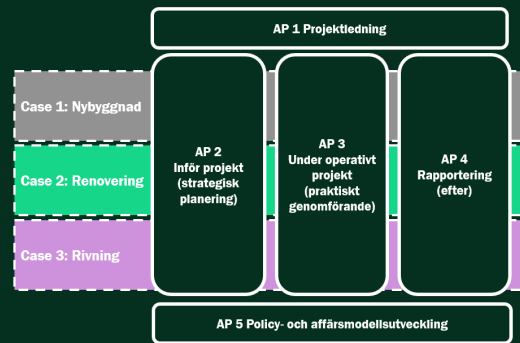 AP 1 Projektledning
Case 1: Nybyggnad
Case 2: Renovering
Case 3: Rivning
AP 2
Inför projekt
(strategisk
planering)
AP 3
Under operativt
projekt
(praktiskt
genomförande)
AP 4
Rapportering
(efter)
AP 5 Policy- och affärsmodellsutveckling